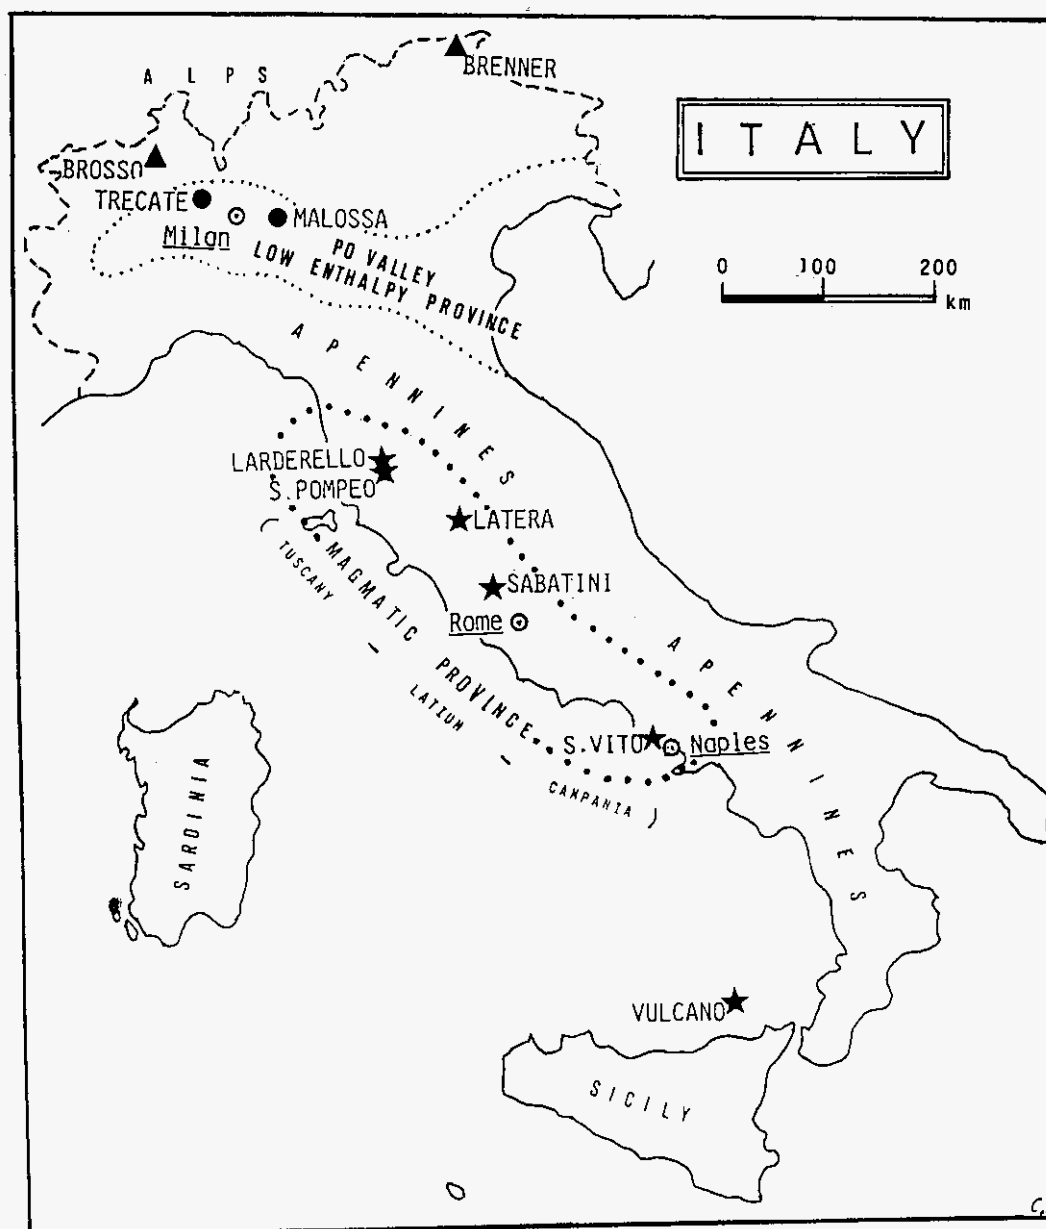 BRENNER
A L P S
ITALY
BROSSO
TRECATE
MALOSSA
Milan
PO VALLEY
LOW ENTHALPY PROVINCE
0 100 200
km
APENNINES
LARDERELLO
S.POMPEO
LATERA
( TUSCANY
MAGMATIC PROVINCE
SABATINI
Rome
APENNINES
– LATIUM –
S.VITO
Naples
CAMPANIA )
SARDINIA
VULCANO
SICILY